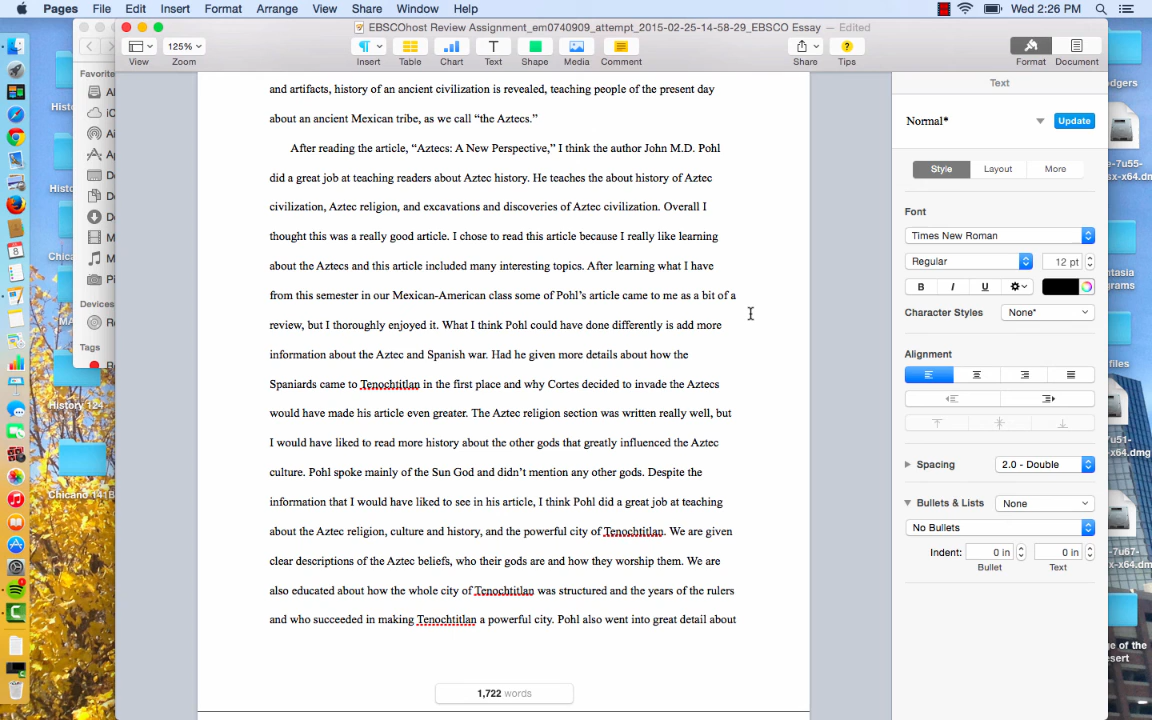 Pages File Edit Insert Format Arrange View Share Window Help Wed 2:26 PM
EBSCOhost Review Assignment_em0740909_attempt_2015-02-25-14-58-29_EBSCO Essay — Edited
125%
View Zoom Insert Table Chart Text Shape Media Comment Share Tips Format Document
and artifacts, history of an ancient civilization is revealed, teaching people of the present day
about an ancient Mexican tribe, as we call “the Aztecs.”
After reading the article, “Aztecs: A New Perspective,” I think the author John M.D. Pohl
did a great job at teaching readers about Aztec history. He teaches the about history of Aztec
civilization, Aztec religion, and excavations and discoveries of Aztec civilization. Overall I
thought this was a really good article. I chose to read this article because I really like learning
about the Aztecs and this article included many interesting topics. After learning what I have
from this semester in our Mexican-American class some of Pohl’s article came to me as a bit of a
review, but I thoroughly enjoyed it. What I think Pohl could have done differently is add more
information about the Aztec and Spanish war. Had he given more details about how the
Spaniards came to Tenochtitlan in the first place and why Cortes decided to invade the Aztecs
would have made his article even greater. The Aztec religion section was written really well, but
I would have liked to read more history about the other gods that greatly influenced the Aztec
culture. Pohl spoke mainly of the Sun God and didn’t mention any other gods. Despite the
information that I would have liked to see in his article, I think Pohl did a great job at teaching
about the Aztec religion, culture and history, and the powerful city of Tenochtitlan. We are given
clear descriptions of the Aztec beliefs, who their gods are and how they worship them. We are
also educated about how the whole city of Tenochtitlan was structured and the years of the rulers
and who succeeded in making Tenochtitlan a powerful city. Pohl also went into great detail about
1,722 words
Text
Normal* Update
Style Layout More
Font
Times New Roman
Regular 12 pt
B I U
Character Styles None*
Alignment
Spacing 2.0 - Double
Bullets & Lists None
No Bullets
Indent: 0 in 0 in
Bullet Text
Favorite
Devices
Tags
History 124
Chicano 141B